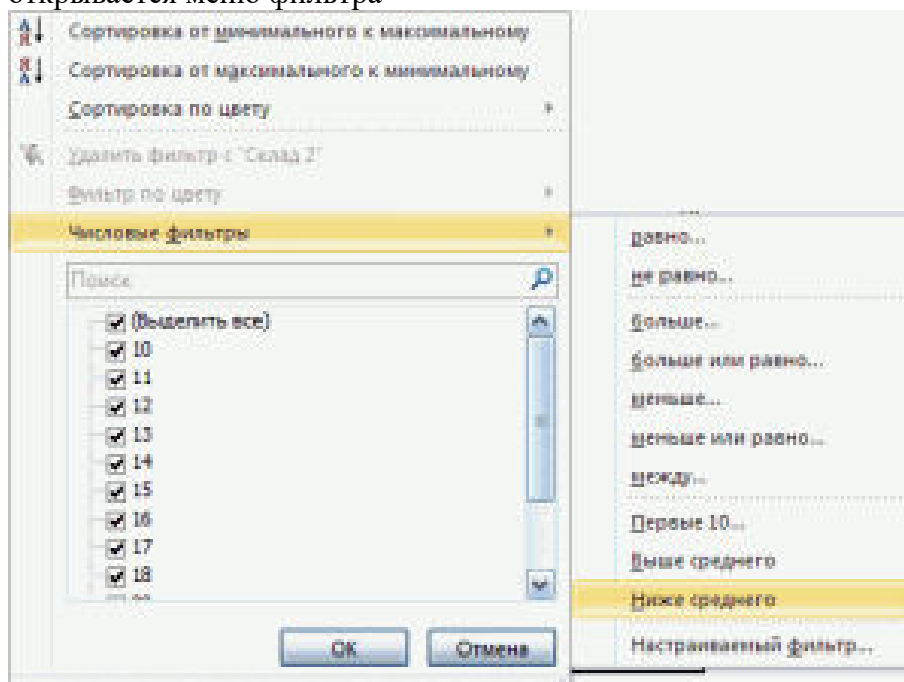 открывается меню фильтра
Сортировка от минимального к максимальному
Сортировка от максимального к минимальному
Сортировка по цвету
Удалить фильтр с "Склад 2"
Фильтр по цвету
Числовые фильтры
Поиск
(Выделить все)
10
11
12
13
14
15
16
17
18
ОК Отмена
равно...
не равно...
больше...
больше или равно...
меньше...
меньше или равно...
между...
Первые 10...
Выше среднего
Ниже среднего
Настраиваемый фильтр...